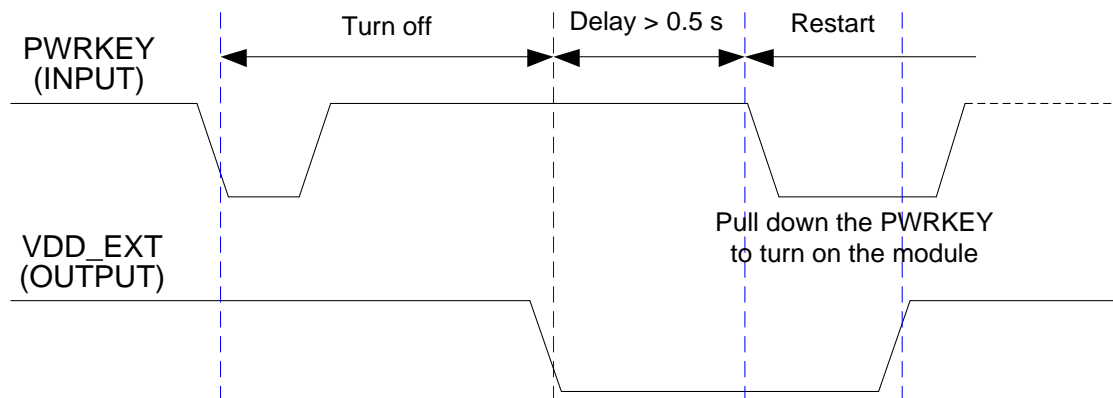 Turn off
Delay > 0.5 s
Restart
PWRKEY
(INPUT)
Pull down the PWRKEY
to turn on the module
VDD_EXT
(OUTPUT)